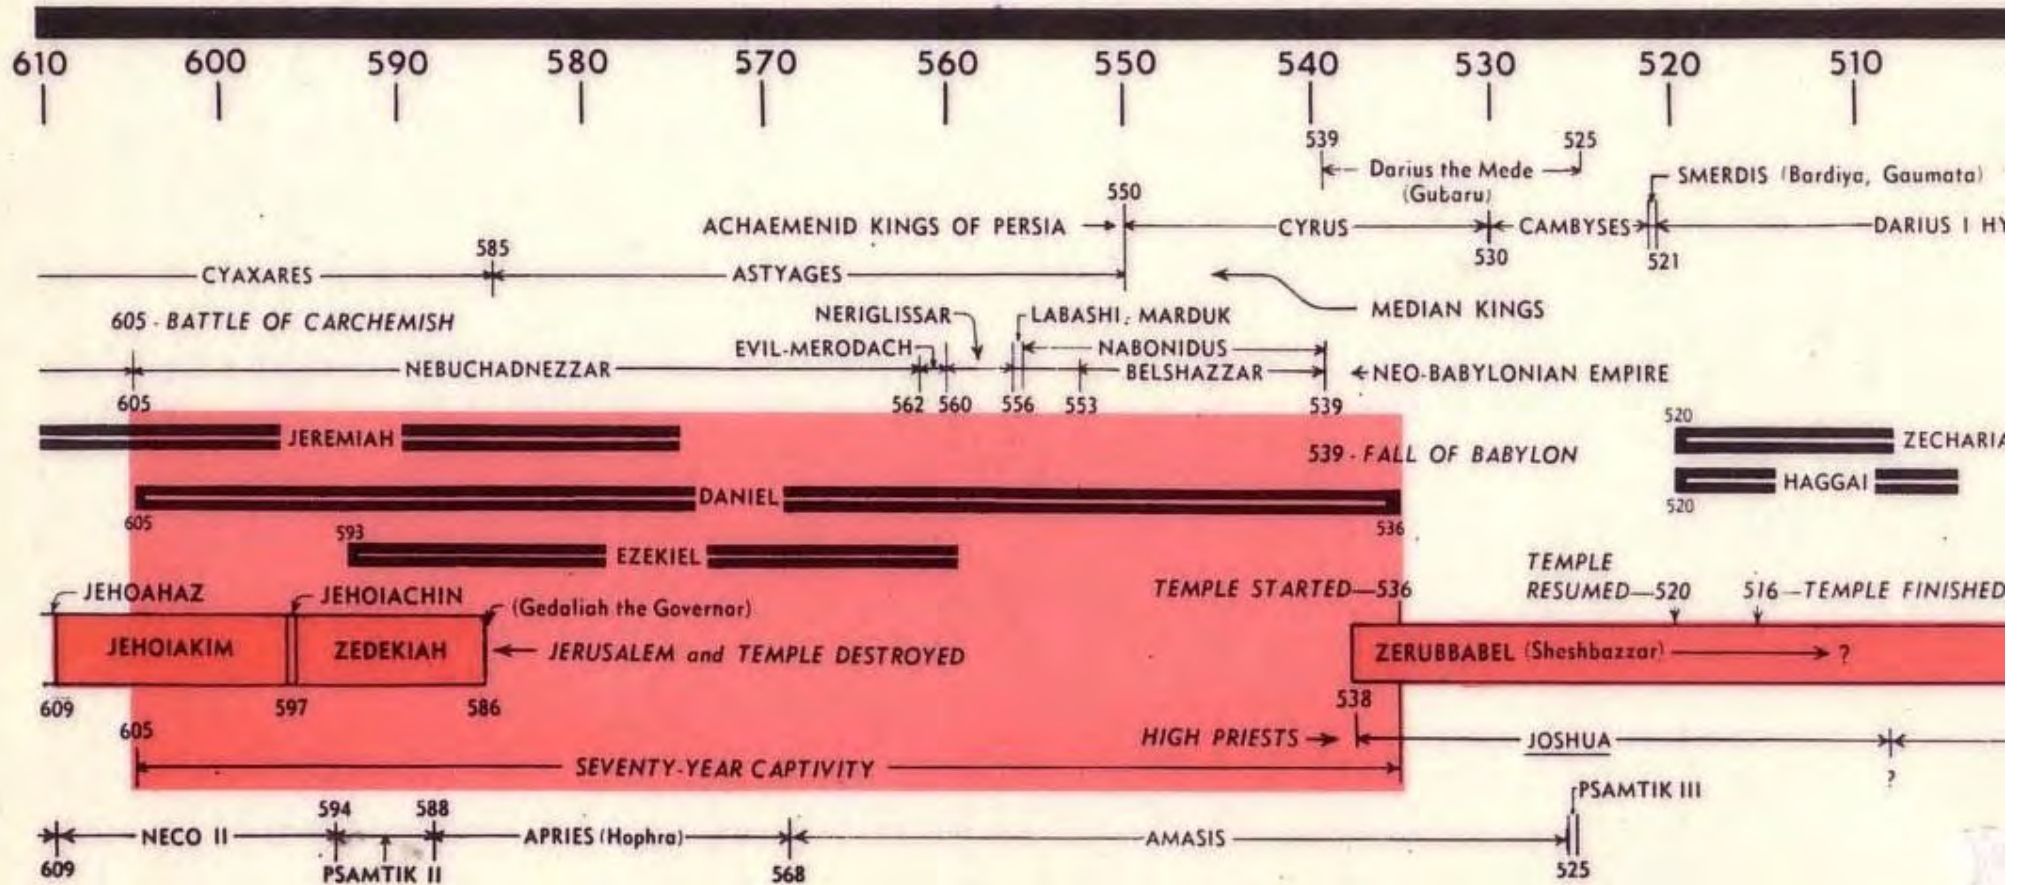 610 600 590 580 570 560 550 540 530 520 510
539 525
Darius the Mede
(Gubaru)
SMERDIS (Bardiya, Gaumata)
550
ACHAEMENID KINGS OF PERSIA
CYRUS
CAMBYSES
DARIUS I HY
530
521
585
CYAXARES
ASTYAGES
MEDIAN KINGS
605 - BATTLE OF CARCHEMISH
NERIGLISSAR
LABASHI - MARDUK
EVIL-MERODACH
NABONIDUS
NEBUCHADNEZZAR
BELSHAZZAR
NEO-BABYLONIAN EMPIRE
605 562 560 556 553 539
520
JEREMIAH
ZECHARIA
539 - FALL OF BABYLON
HAGGAI
DANIEL
605
536
520
593
EZEKIEL
TEMPLE
RESUMED—520
TEMPLE STARTED—536
516—TEMPLE FINISHED
JEHOAHAZ
JEHOIACHIN
(Gedaliah the Governor)
JEHOIAKIM
ZEDEKIAH
JERUSALEM and TEMPLE DESTROYED
ZERUBBABEL (Sheshbazzar) ?
609 597 586
538
605
HIGH PRIESTS
JOSHUA
?
SEVENTY-YEAR CAPTIVITY
PSAMTIK III
594 588
NECO II
APRIES (Hophra)
AMASIS
609
PSAMTIK II
568
525